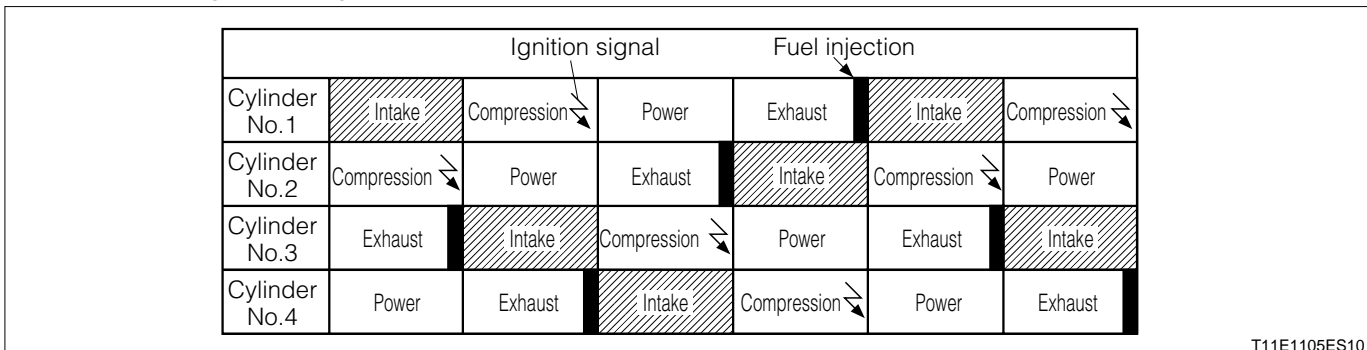 Ignition signal Fuel injection
Cylinder No.1 Intake Compression Power Exhaust Intake Compression
Cylinder No.2 Compression Power Exhaust Intake Compression Power
Cylinder No.3 Exhaust Intake Compression Power Exhaust Intake
Cylinder No.4 Power Exhaust Intake Compression Power Exhaust
T11E1105ES10